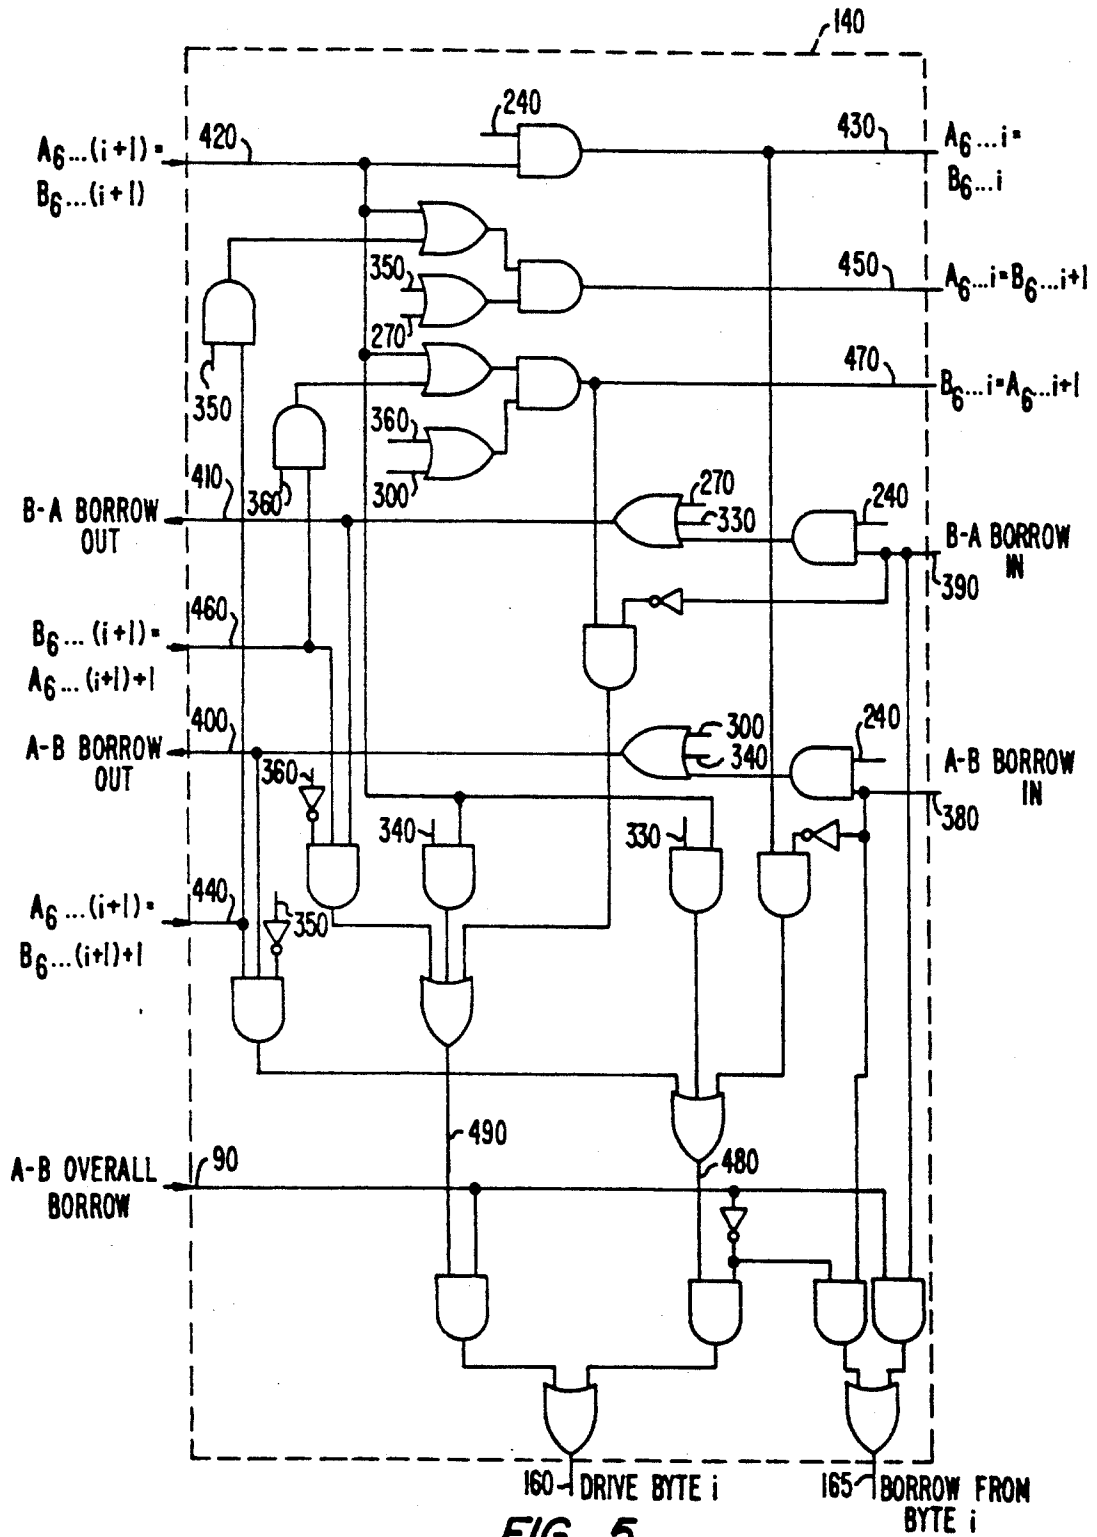 140
240
A6...(i+1)= 420 430 A6...i=
B6...(i+1) B6...i
350 450 A6...i=B6...i+1
270
350 470 B6...i=A6...i+1
360
410 360 300 270 240
B-A BORROW OUT 330 B-A BORROW IN
390
460
B6...(i+1)=
A6...(i+1)+1
400 300 240
A-B BORROW OUT 360 340 A-B BORROW IN
340 330 380
440
A6...(i+1)= 350
B6...(i+1)+1
490
A-B OVERALL BORROW 90 480
160 DRIVE BYTE i 165 BORROW FROM BYTE i
FIG. 5